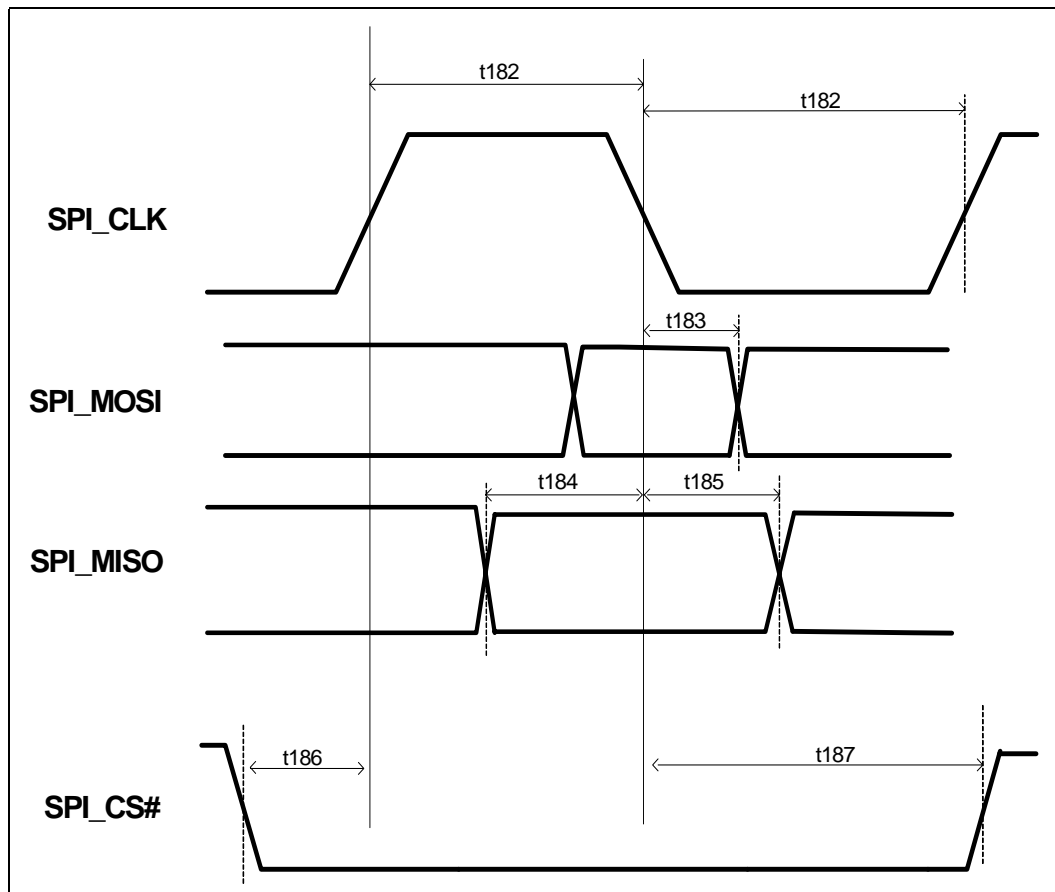 t182
t182
SPI_CLK
t183
SPI_MOSI
t184
t185
SPI_MISO
t186
t187
SPI_CS#